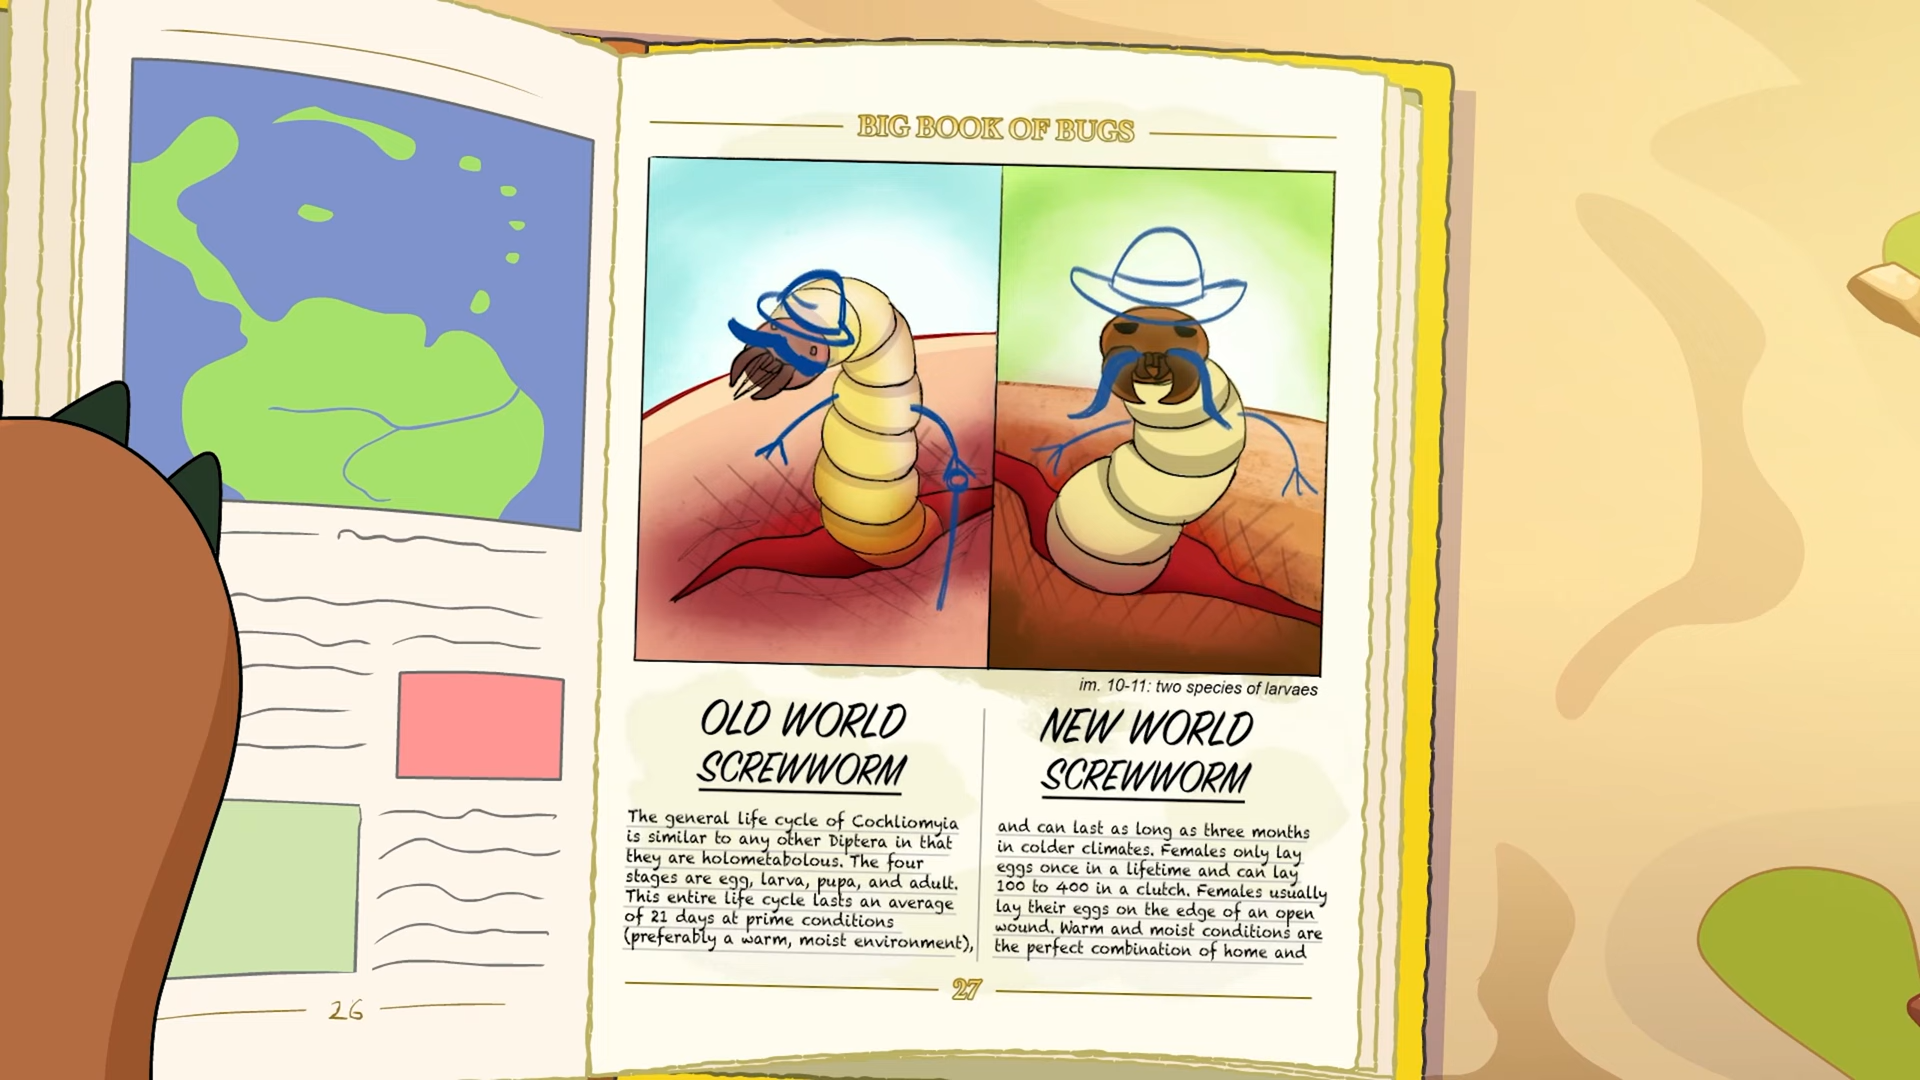 BIG BOOK OF BUGS
im. 10-11: two species of larvaes
OLD WORLD
SCREWWORM
The general life cycle of Cochliomyia
is similar to any other Diptera in that
they are holometabolous. The four
stages are egg, larva, pupa, and adult.
This entire life cycle lasts an average
of 21 days at prime conditions
(preferably a warm, moist environment),
NEW WORLD
SCREWWORM
and can last as long as three months
in colder climates. Females only lay
eggs once in a lifetime and can lay
100 to 400 in a clutch. Females usually
lay their eggs on the edge of an open
wound. Warm and moist conditions are
the perfect combination of home and
26
27